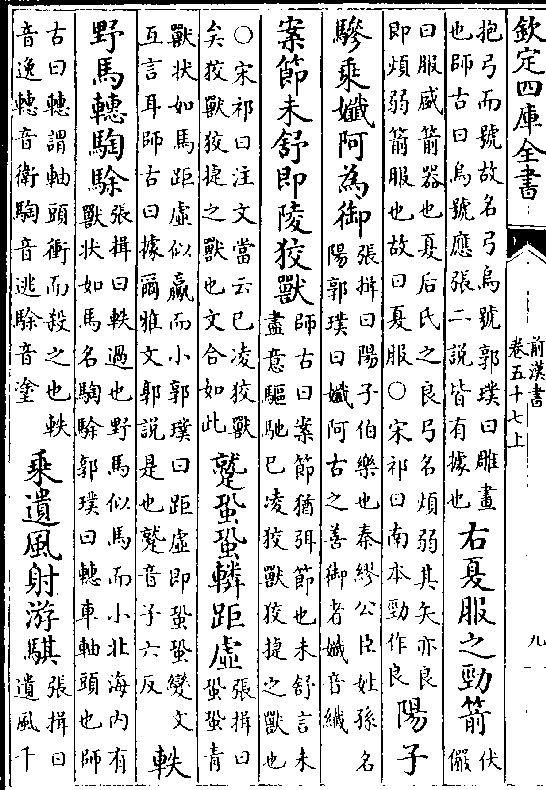 欽定四庫全書
前漢書
卷五十七上
九
抱弓而號故名弓烏號郭璞曰雕畫
也師古曰烏號應張二説皆有據也
右夏服之勁箭
伏
儼
曰服盛箭器也夏后氏之良弓名煩弱其矢亦良
即煩弱箭服也故曰夏服○宋祁曰南本勁作良
陽子
驂乘孅阿為御
張揖曰陽子伯樂也秦繆公臣姓孫名
陽郭璞曰孅阿古之善御者孅音纖
案節未舒即陵狡獸
師古曰案節猶弭節也未舒言未
盡意驅馳已凌狡獸狡捷之獸也
○宋祁曰注文當云已凌狡獸
矣狡獸狡捷之獸也文合如此
蹵蛩蛩轔距虛
張揖曰
蛩蛩青
獸状如馬距虛似臝而小郭璞曰距虛即蛩蛩變文
互言耳師古曰據爾雅文郭説是也蹵音子六反
軼
野馬轊騊駼
張揖曰軼過也野馬似馬而小北海内有
獸状如馬名騊駼郭璞曰轊車軸頭也師
古曰轊謂軸頭衝而殺之也軼
音逸轊音衛騊音逃駼音塗
乘遺風射游騏
張揖曰
遺風千